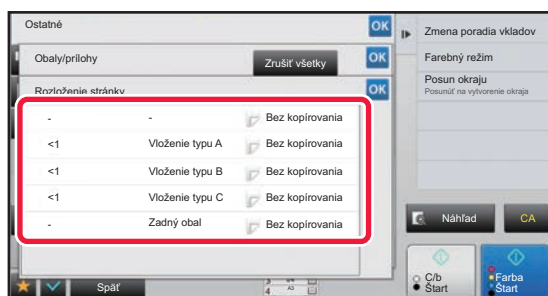 Ostatné
OK
Obaly/prílohy
Zrušiť všetky
OK
Rozloženie stránky
OK
- - Bez kopírovania
<1 Vloženie typu A Bez kopírovania
<1 Vloženie typu B Bez kopírovania
<1 Vloženie typu C Bez kopírovania
- Zadný obal Bez kopírovania
Späť
4 A3
Zmena poradia vkladov
Farebný režim
Posun okraju
Posunúť na vytvorenie okraja
Náhľad
CA
C/b
Štart
Farba
Štart